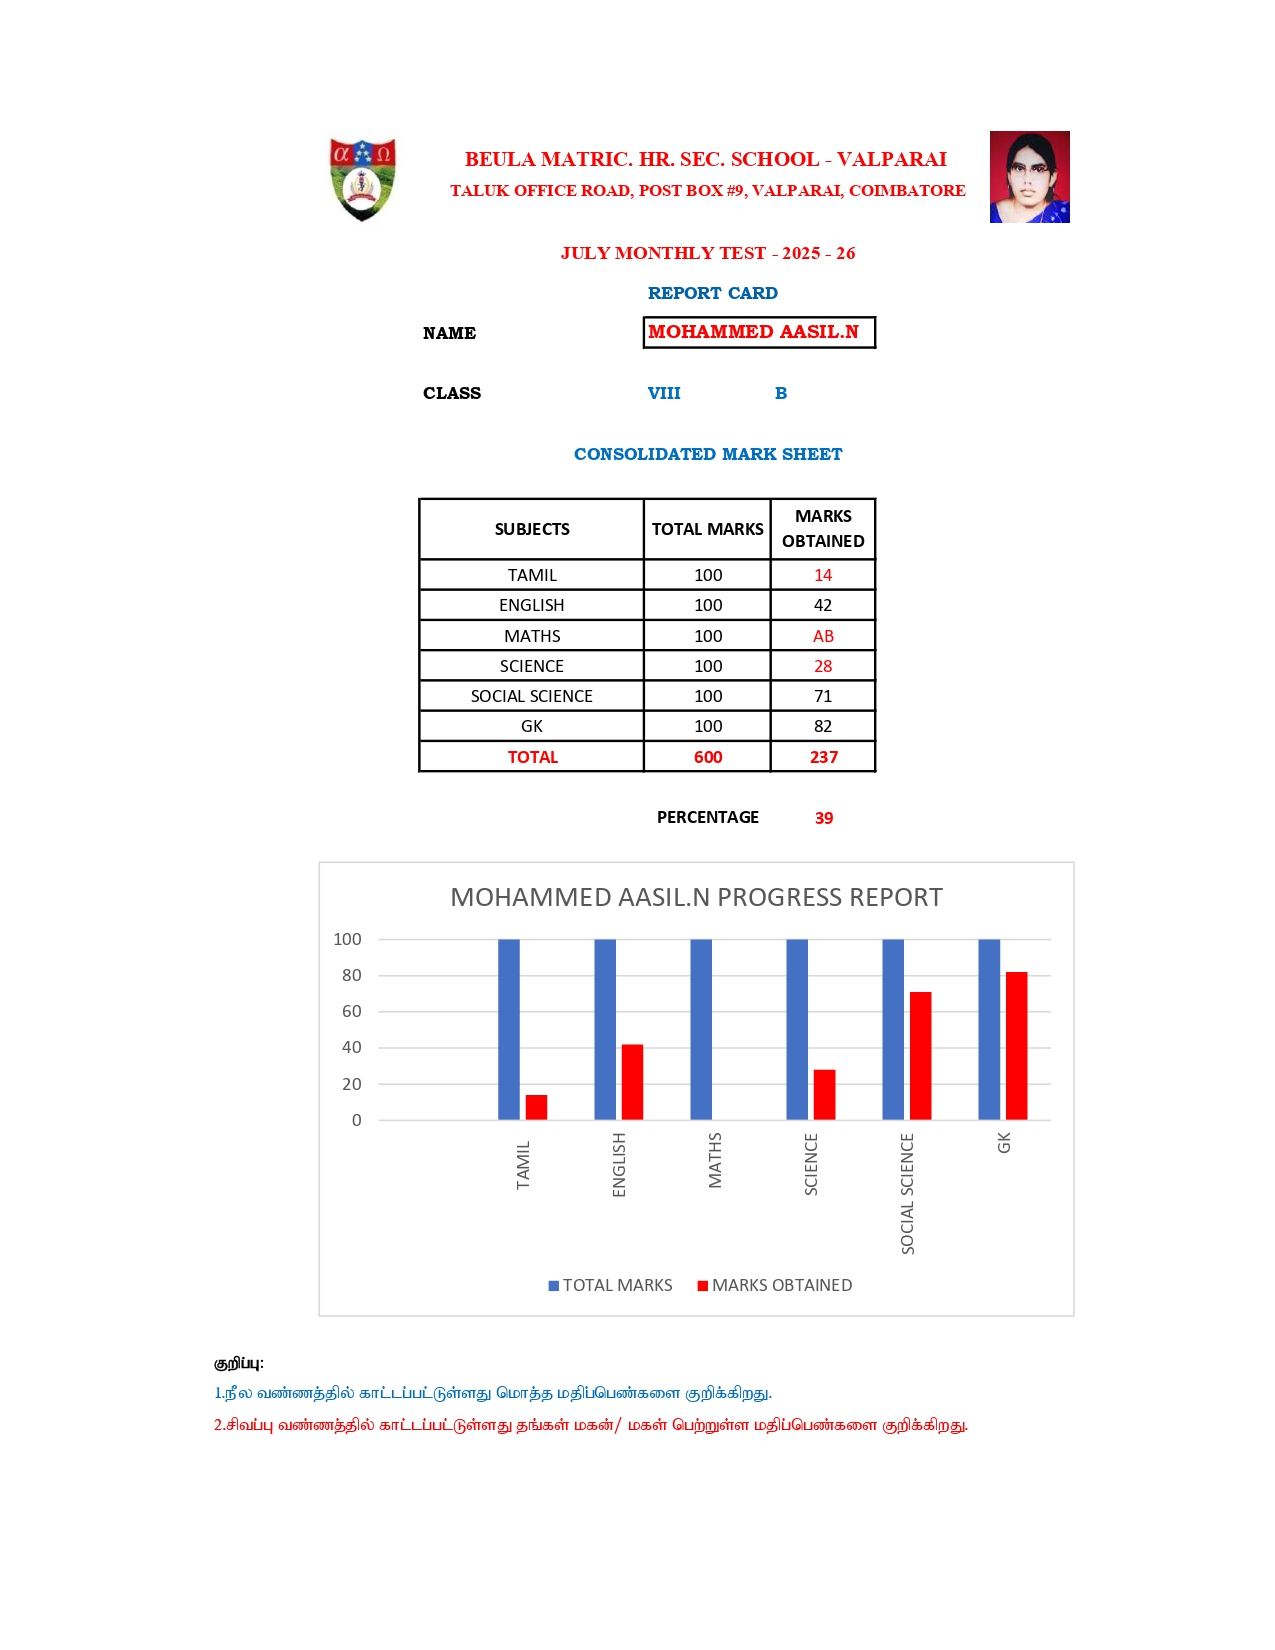 α Ω
BEULA MATRIC. HR. SEC. SCHOOL - VALPARAI
TALUK OFFICE ROAD, POST BOX #9, VALPARAI, COIMBATORE
JULY MONTHLY TEST - 2025 - 26
REPORT CARD
NAME MOHAMMED AASIL.N
CLASS VIII B
CONSOLIDATED MARK SHEET
SUBJECTS TOTAL MARKS MARKS OBTAINED
TAMIL 100 14
ENGLISH 100 42
MATHS 100 AB
SCIENCE 100 28
SOCIAL SCIENCE 100 71
GK 100 82
TOTAL 600 237
PERCENTAGE 39
MOHAMMED AASIL.N PROGRESS REPORT
100
80
60
40
20
0
TAMIL ENGLISH MATHS SCIENCE SOCIAL SCIENCE GK
TOTAL MARKS MARKS OBTAINED
குறிப்பு:
1.நீல வண்ணத்தில் காட்டப்பட்டுள்ளது மொத்த மதிப்பெண்களை குறிக்கிறது.
2.சிவப்பு வண்ணத்தில் காட்டப்பட்டுள்ளது தங்கள் மகன்/ மகள் பெற்றுள்ள மதிப்பெண்களை குறிக்கிறது.